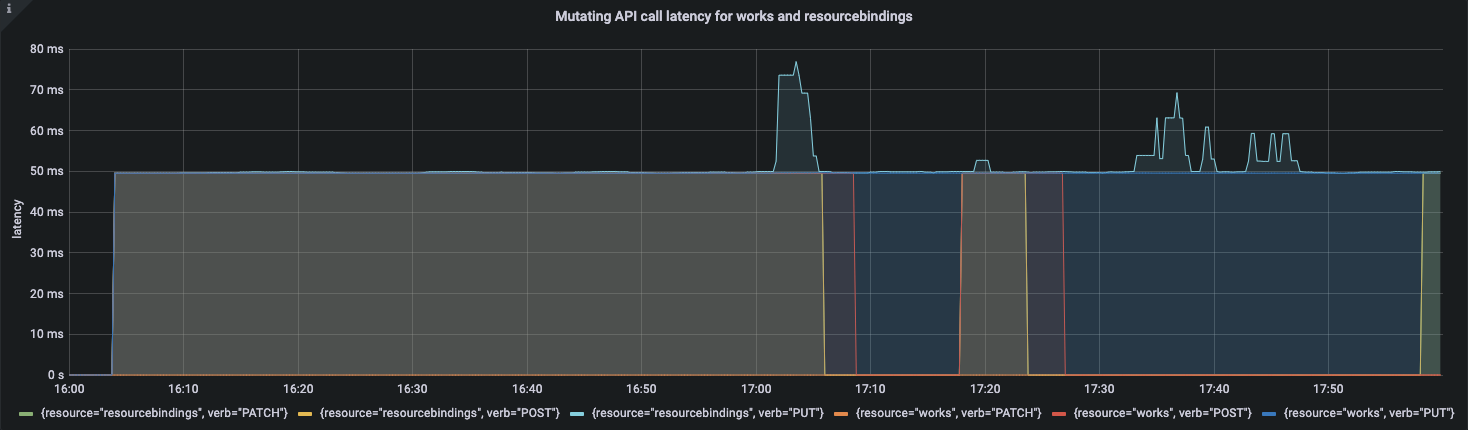 i
Mutating API call latency for works and resourcebindings
80 ms
70 ms
60 ms
50 ms
40 ms
30 ms
20 ms
10 ms
0 s
latency
16:00 16:10 16:20 16:30 16:40 16:50 17:00 17:10 17:20 17:30 17:40 17:50
{resource="resourcebindings", verb="PATCH"} {resource="resourcebindings", verb="POST"} {resource="resourcebindings", verb="PUT"} {resource="works", verb="PATCH"} {resource="works", verb="POST"} {resource="works", verb="PUT"}